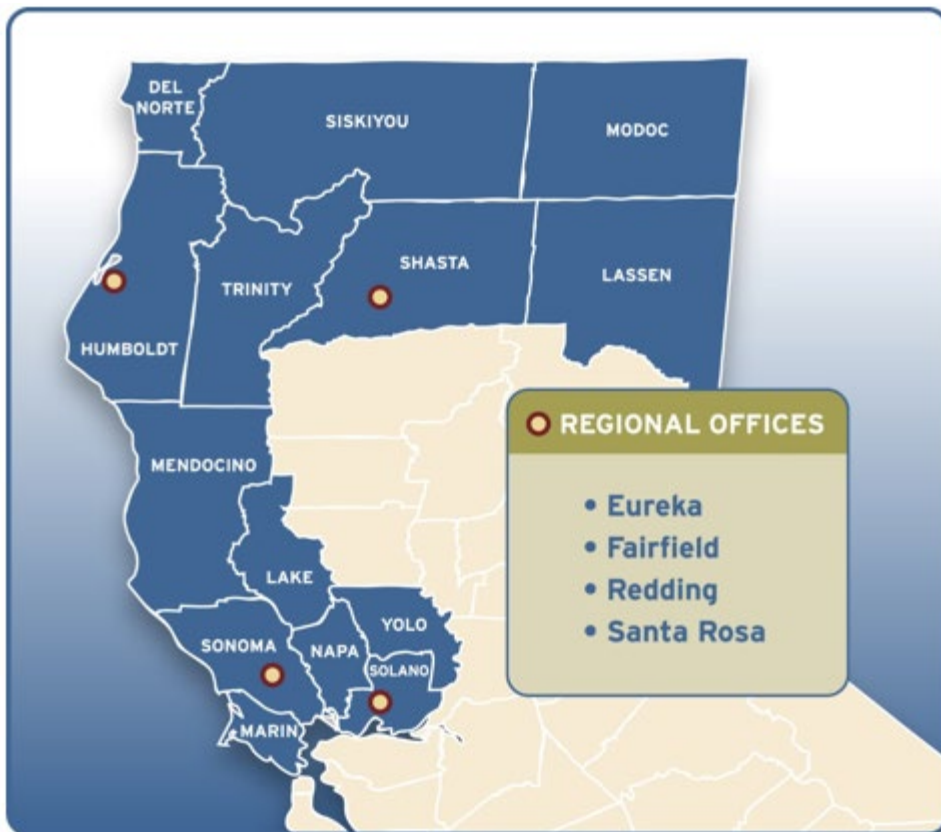 DEL
NORTE
SISKIYOU
MODOC
SHASTA
LASSEN
TRINITY
HUMBOLDT
MENDOCINO
LAKE
YOLO
SONOMA
NAPA
SOLANO
MARIN
REGIONAL OFFICES
• Eureka
• Fairfield
• Redding
• Santa Rosa